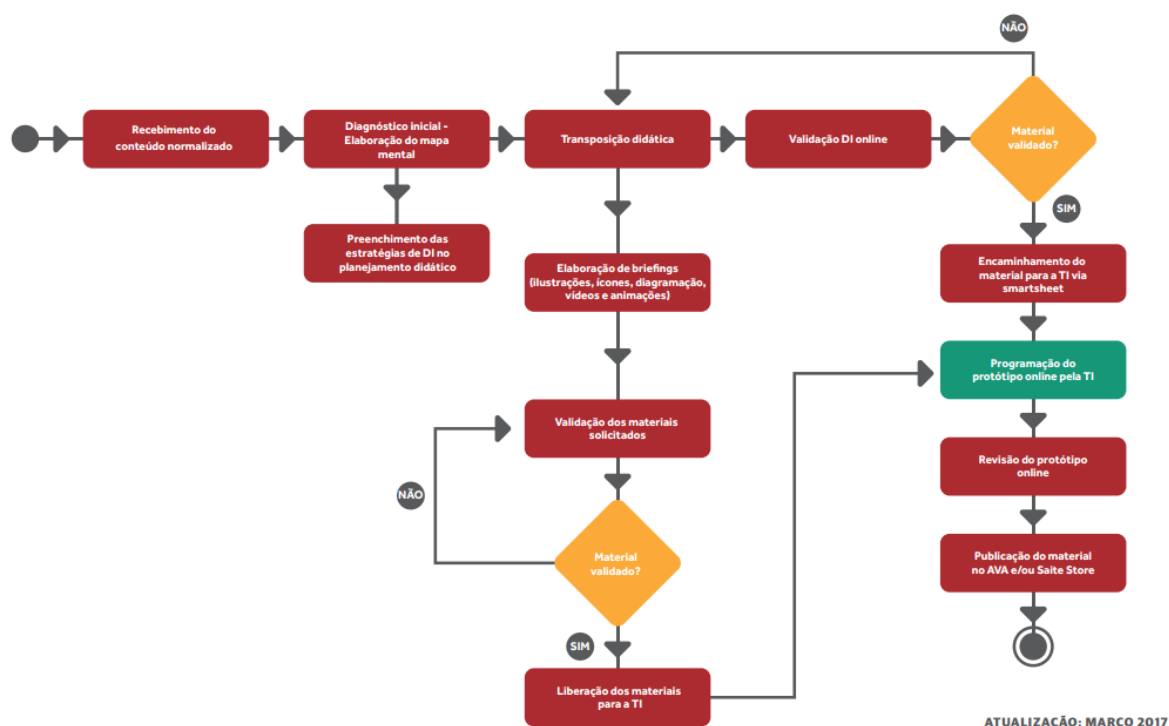 NÃO
Recebimento do
conteúdo normalizado
Diagnóstico inicial -
Elaboração do mapa
mental
Transposição didática
Validação DI online
Material
validado?
SIM
Preenchimento das
estratégias de DI no
planejamento didático
Elaboração de briefings
(ilustrações, ícones, diagramação,
vídeos e animações)
Encaminhamento do
material para a TI via
smartsheet
Programação do
protótipo online pela TI
Validação dos materiais
solicitados
Revisão do protótipo
online
NÃO
Material
validado?
Publicação do material
no AVA e/ou Saite Store
SIM
Liberação dos materiais
para a TI
ATUALIZAÇÃO: MARÇO 2017